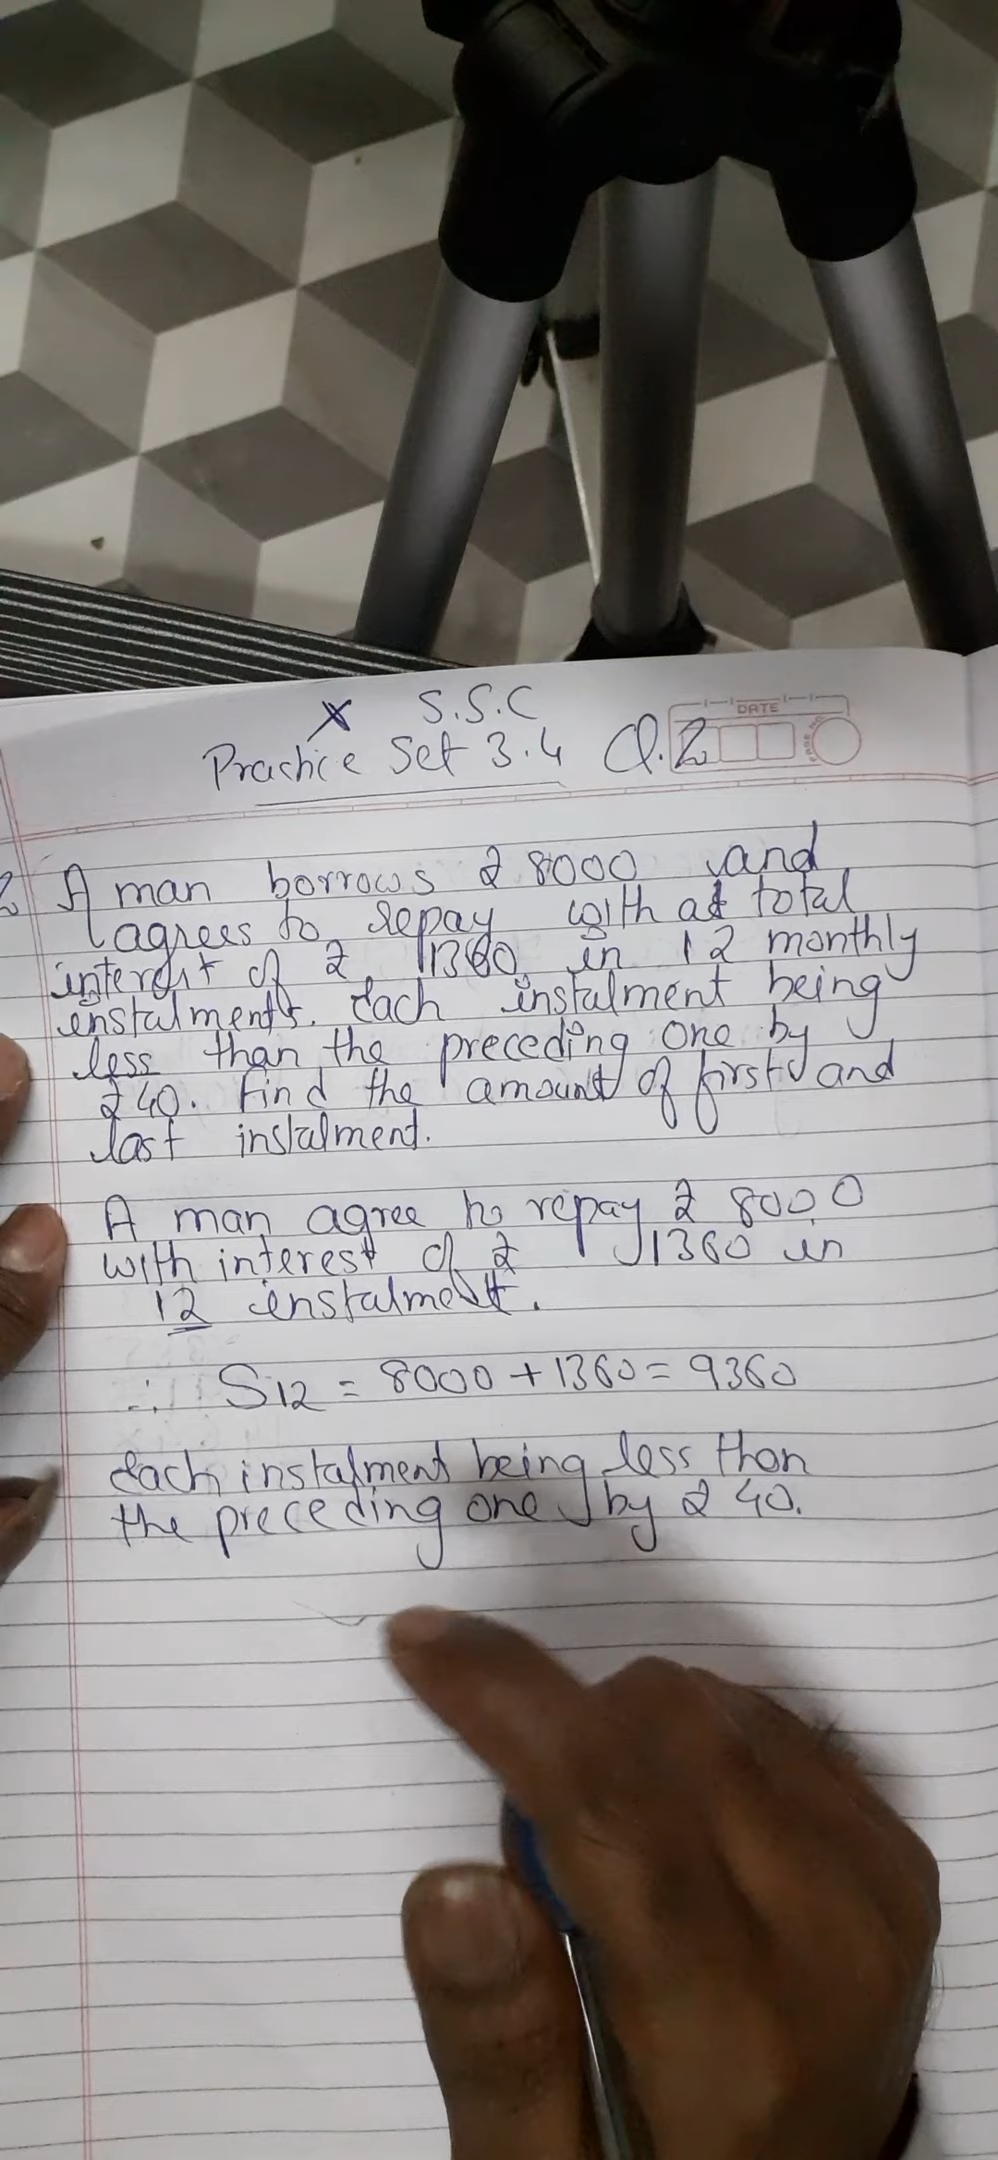 X S.S.C
DATE
Practice Set 3.4 Q.2
2 A man borrows ₹ 8000 and
agrees to repay with at total
interest of ₹ 1360 in 12 monthly
instalments. Each instalment being
less than the preceding one by
₹ 40. Find the amount of first and
last instalment.
A man agree to repay ₹ 8000
with interest of ₹ 1360 in
12 instalment.
∴ S12 = 8000 + 1360 = 9360
Each instalment being less than
the preceding one by ₹ 40.